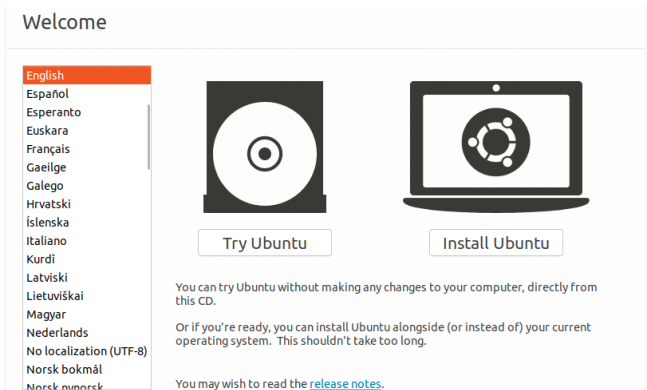 Welcome
English
Español
Esperanto
Euskara
Français
Gaeilge
Galego
Hrvatski
Íslenska
Italiano
Kurdî
Latviski
Lietuviškai
Magyar
Nederlands
No localization (UTF-8)
Norsk bokmål
Norsk nynorsk
Try Ubuntu
Install Ubuntu
You can try Ubuntu without making any changes to your computer, directly from
this CD.
Or if you're ready, you can install Ubuntu alongside (or instead of) your current
operating system. This shouldn't take too long.
You may wish to read the release notes.